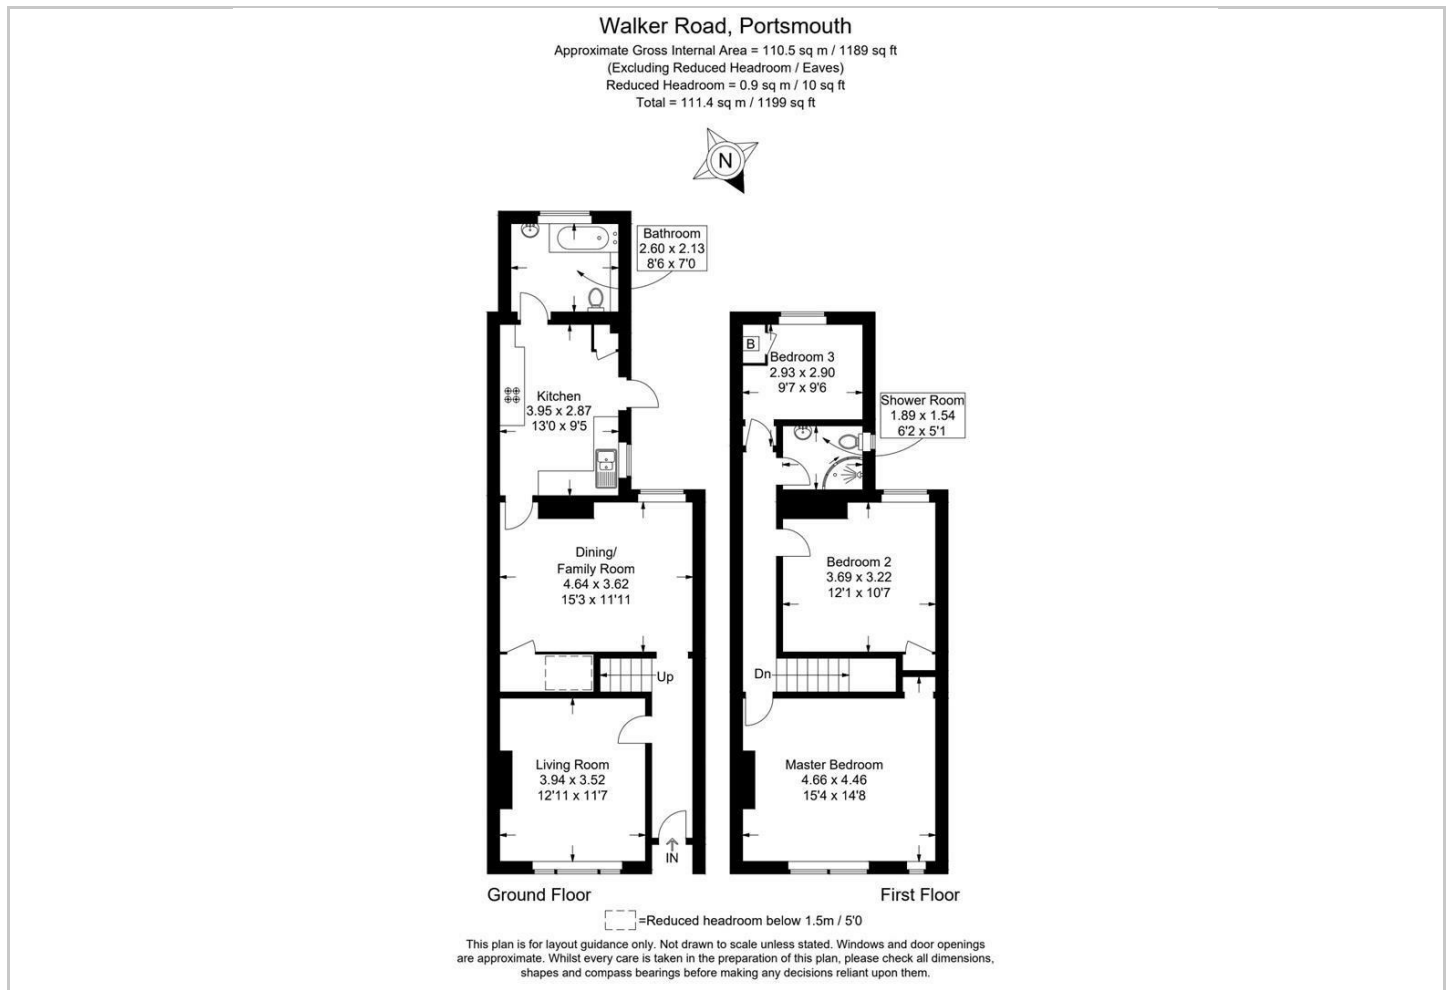 Walker Road, Portsmouth
Approximate Gross Internal Area = 110.5 sq m / 1189 sq ft
(Excluding Reduced Headroom / Eaves)
Reduced Headroom = 0.9 sq m / 10 sq ft
Total = 111.4 sq m / 1199 sq ft
N
Bathroom
2.60 x 2.13
8'6 x 7'0
Kitchen
3.95 x 2.87
13'0 x 9'5
Dining/
Family Room
4.64 x 3.62
15'3 x 11'11
Up
Living Room
3.94 x 3.52
12'11 x 11'7
IN
Ground Floor
B
Bedroom 3
2.93 x 2.90
9'7 x 9'6
Shower Room
1.89 x 1.54
6'2 x 5'1
Bedroom 2
3.69 x 3.22
12'1 x 10'7
Dn
Master Bedroom
4.66 x 4.46
15'4 x 14'8
First Floor
=Reduced headroom below 1.5m / 5'0
This plan is for layout guidance only. Not drawn to scale unless stated. Windows and door openings
are approximate. Whilst every care is taken in the preparation of this plan, please check all dimensions,
shapes and compass bearings before making any decisions reliant upon them.